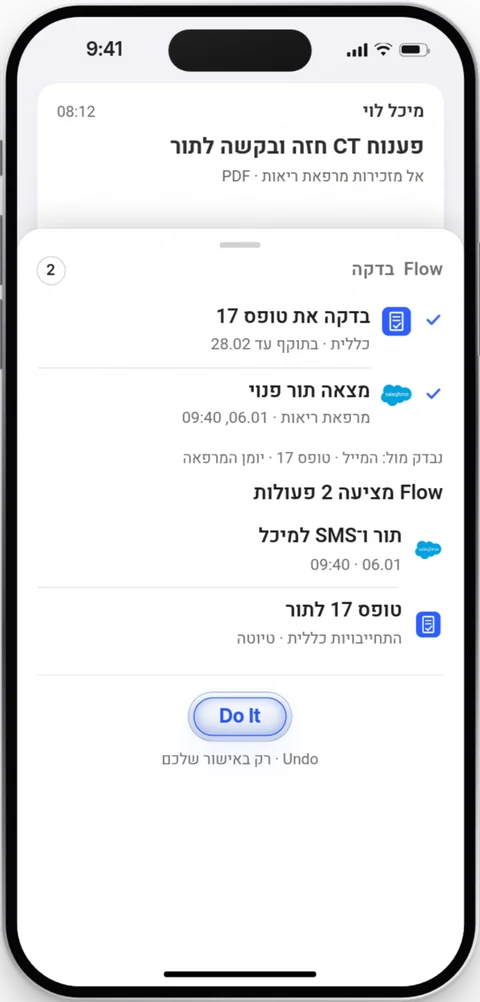 9:41
מיכל לוי
08:12
פענוח CT חזה ובקשה לתור
אל מזכירות מרפאת ריאות · PDF
Flow בדקה
2
בדקה את טופס 17
כללית · בתוקף עד 28.02
salesforce
מצאה תור פנוי
מרפאת ריאות · 06.01, 09:40
נבדק מול: המייל · טופס 17 · יומן המרפאה
Flow מציעה 2 פעולות
salesforce
תור ו־SMS למיכל
06.01 · 09:40
טופס 17 לתור
התחייבויות כללית · טיוטה
Do It
Undo · רק באישור שלכם